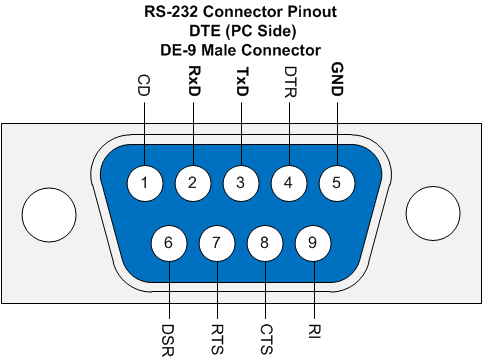 RS-232 Connector Pinout
DTE (PC Side)
DE-9 Male Connector
CD RxD TxD DTR GND
1 2 3 4 5
6 7 8 9
DSR RTS CTS RI